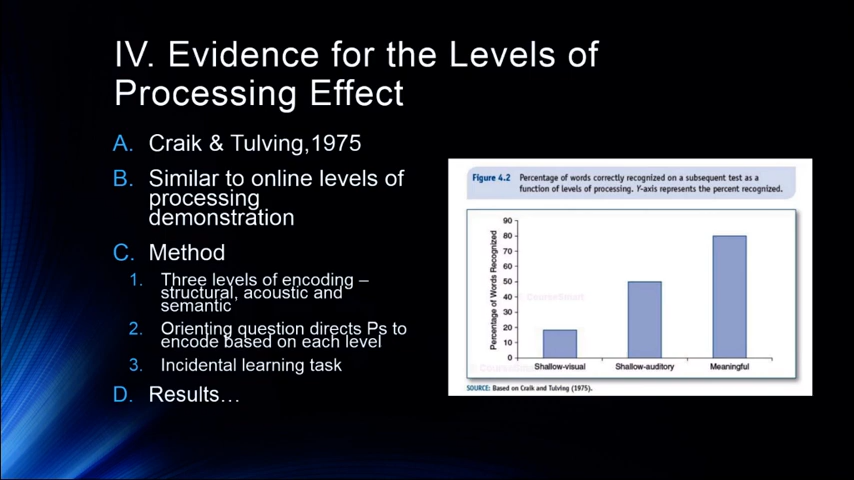 IV. Evidence for the Levels of
Processing Effect
A. Craik & Tulving,1975
B. Similar to online levels of
processing
demonstration
C. Method
1. Three levels of encoding –
structural, acoustic and
semantic
2. Orienting question directs Ps to
encode based on each level
3. Incidental learning task
D. Results…
Figure 4.2 Percentage of words correctly recognized on a subsequent test as a
function of levels of processing. Y-axis represents the percent recognized.
Percentage of Words Recognized
90
80
70
60
50
40
30
20
10
0
Shallow-visual Shallow-auditory Meaningful
SOURCE: Based on Craik and Tulving (1975).